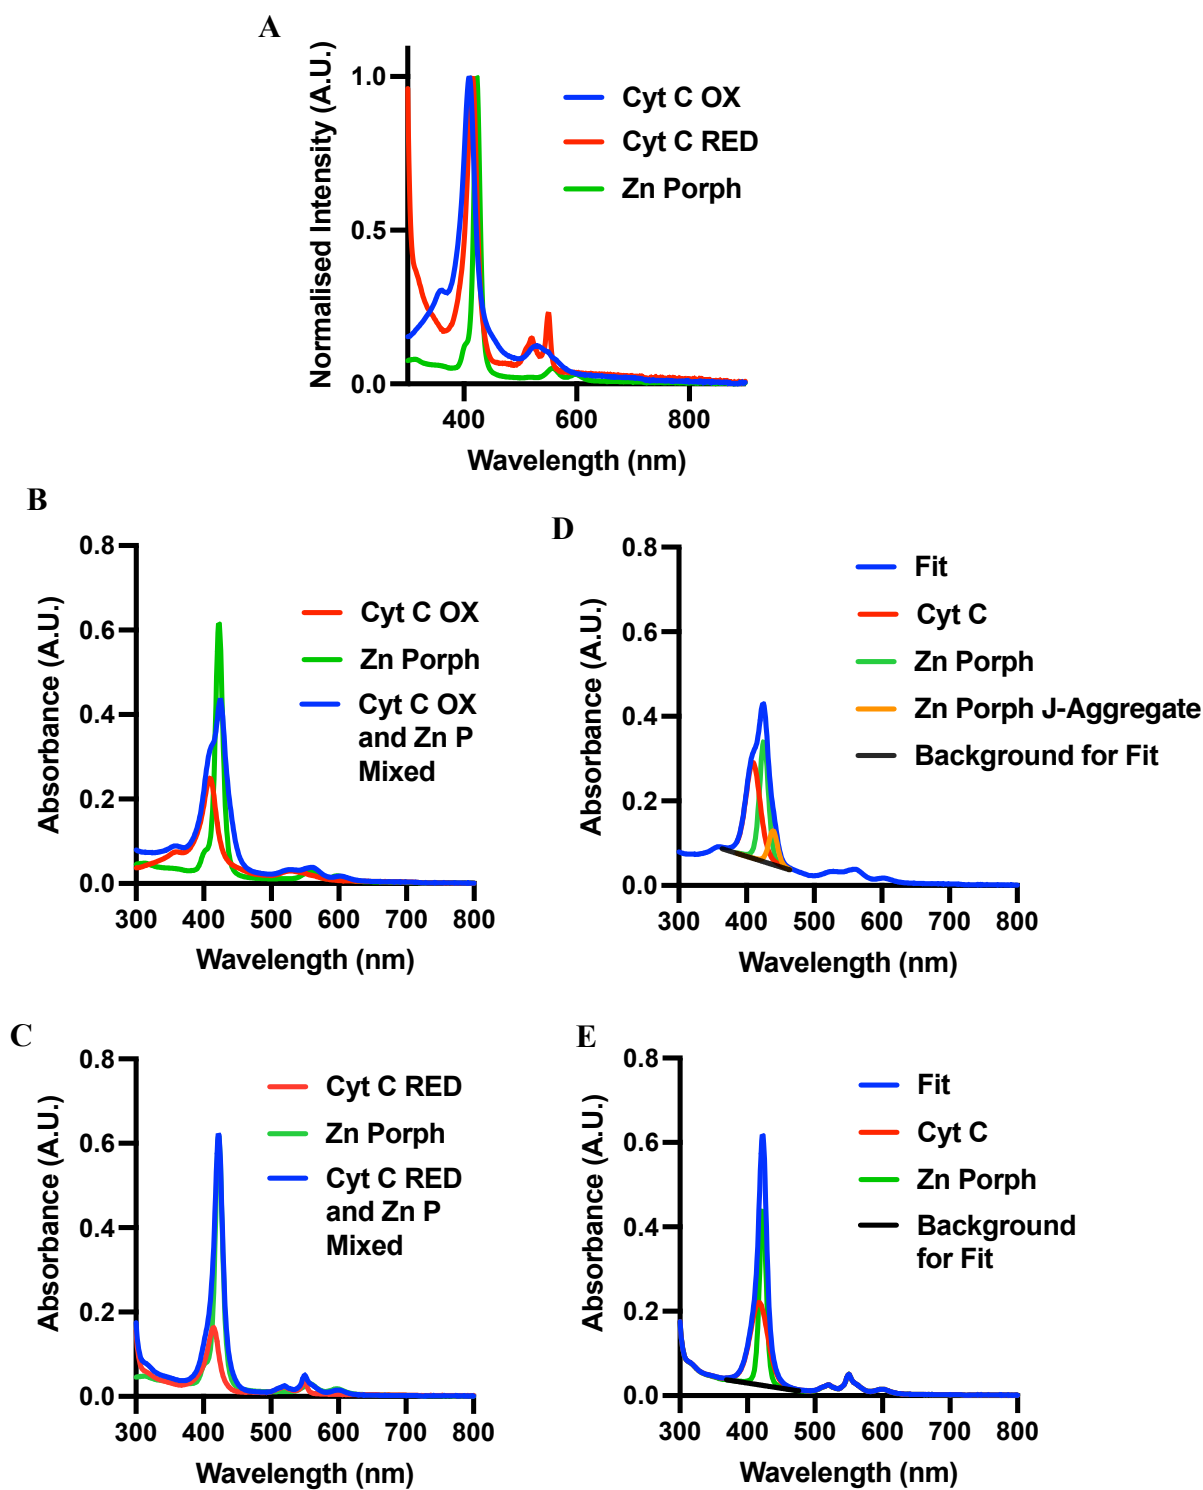 A
Normalised Intensity (A.U.)
1.0
0.5
0.0
400
600
800
Wavelength (nm)
Cyt C OX
Cyt C RED
Zn Porph
B
Absorbance (A.U.)
0.8
0.6
0.4
0.2
0.0
300
400
500
600
700
800
Wavelength (nm)
Cyt C OX
Zn Porph
Cyt C OX
and Zn P
Mixed
D
Absorbance (A.U.)
0.8
0.6
0.4
0.2
0.0
300
400
500
600
700
800
Wavelength (nm)
Fit
Cyt C
Zn Porph
Zn Porph J-Aggregate
Background for Fit
C
Absorbance (A.U.)
0.8
0.6
0.4
0.2
0.0
300
400
500
600
700
800
Wavelength (nm)
Cyt C RED
Zn Porph
Cyt C RED
and Zn P
Mixed
E
Absorbance (A.U.)
0.8
0.6
0.4
0.2
0.0
300
400
500
600
700
800
Wavelength (nm)
Fit
Cyt C
Zn Porph
Background
for Fit